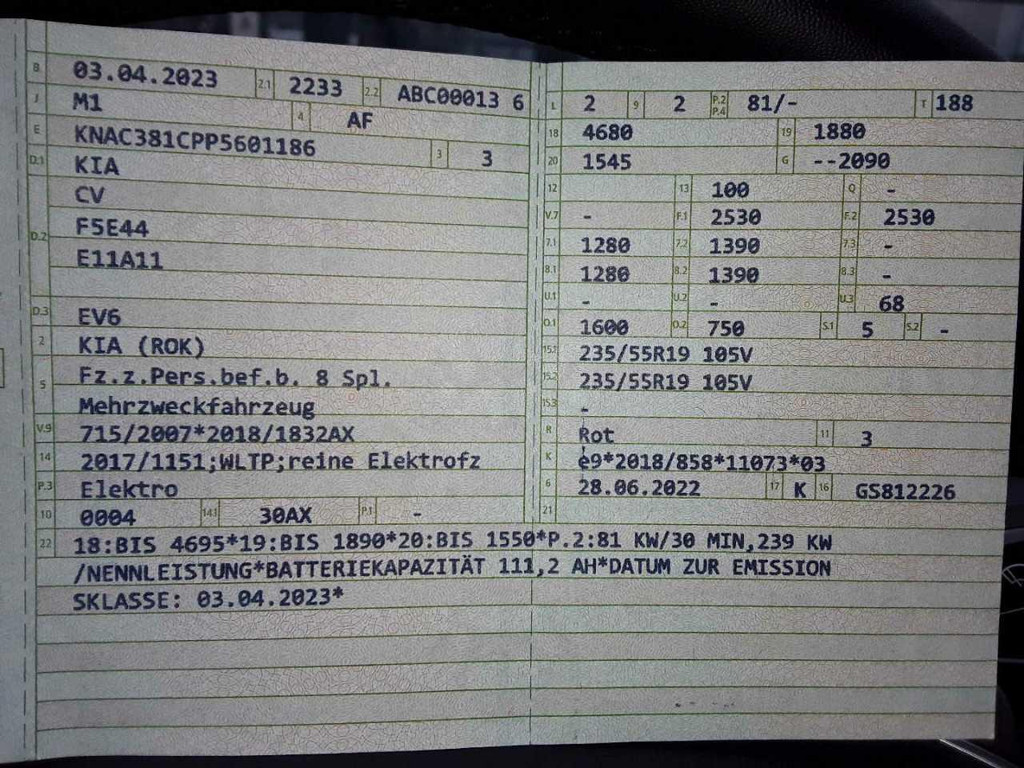 B 03.04.2023 2.1 2233 2.2 ABC00013 6
J M1 4 AF
E KNAC381CPP5601186 3 3
D.1 KIA
CV
D.2 F5E44
E11A11
D.3 EV6
2 KIA (ROK)
5 Fz.z.Pers.bef.b. 8 Spl.
Mehrzweckfahrzeug
V.9 715/2007*2018/1832AX
14 2017/1151;WLTP;reine Elektrofz
P.3 Elektro
10 0004 14.1 30AX P.1 -
L 2 9 2 P.2 P.4 81/- T 188
18 4680 19 1880
20 1545 G --2090
12 13 100 Q -
V.7 - F.1 2530 F.2 2530
7.1 1280 7.2 1390 7.3 -
8.1 1280 8.2 1390 8.3 -
U.1 - U.2 - U.3 68
O.1 1600 O.2 750 S.1 5 S.2 -
15.1 235/55R19 105V
15.2 235/55R19 105V
15.3 -
R Rot 11 3
K e9*2018/858*11073*03
6 28.06.2022 17 K 16 GS812226
21
22 18:BIS 4695*19:BIS 1890*20:BIS 1550*P.2:81 KW/30 MIN,239 KW
/NENNLEISTUNG*BATTERIEKAPAZITÄT 111,2 AH*DATUM ZUR EMISSION
SKLASSE: 03.04.2023*